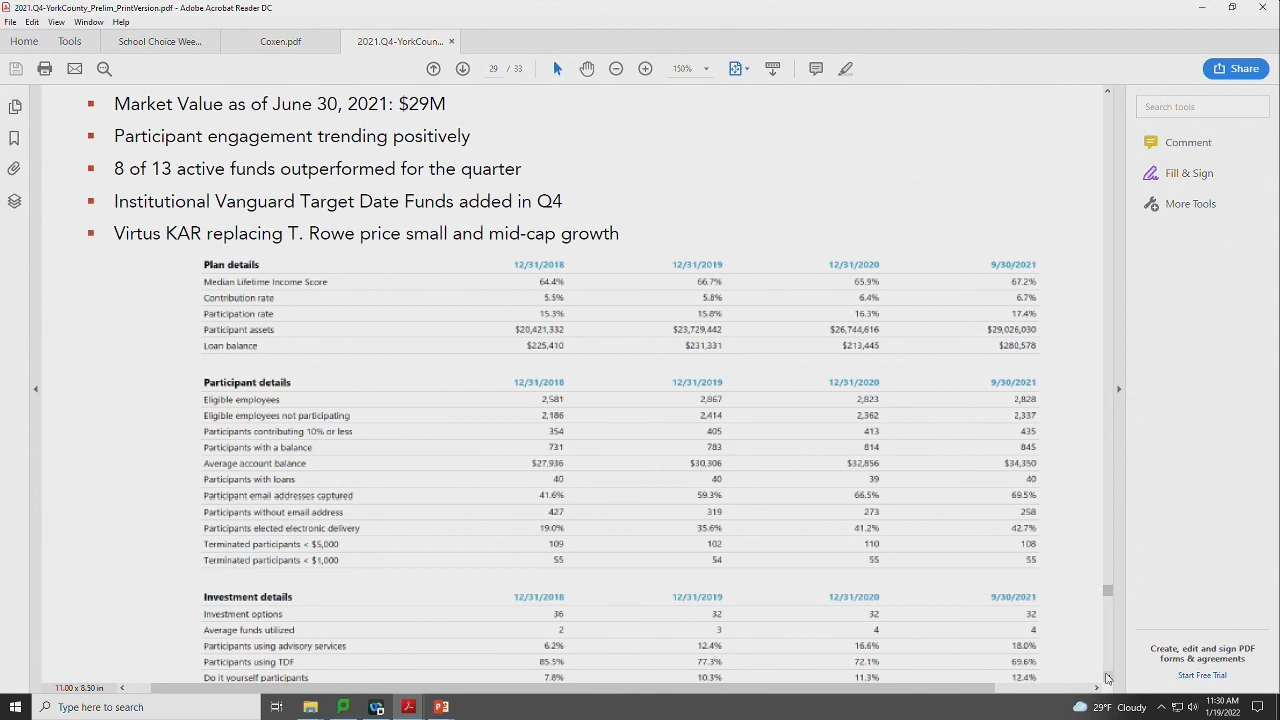 2021.Q4-YorkCounty_Prelim_PrintVersion.pdf - Adobe Acrobat Reader DC
File Edit View Window Help
Home Tools School Choice Wee... Coxen.pdf 2021.Q4-YorkCoun... ×
29 / 33 150% Share
Market Value as of June 30, 2021: $29M
Participant engagement trending positively
8 of 13 active funds outperformed for the quarter
Institutional Vanguard Target Date Funds added in Q4
Virtus KAR replacing T. Rowe price small and mid-cap growth
Plan details 12/31/2018 12/31/2019 12/31/2020 9/30/2021
Median Lifetime Income Score 64.4% 66.7% 65.9% 67.2%
Contribution rate 5.5% 5.8% 6.4% 6.7%
Participation rate 15.3% 15.8% 16.3% 17.4%
Participant assets $20,421,332 $23,729,442 $26,744,616 $29,026,030
Loan balance $225,410 $231,331 $213,445 $280,578
Participant details 12/31/2018 12/31/2019 12/31/2020 9/30/2021
Eligible employees 2,581 2,867 2,823 2,828
Eligible employees not participating 2,186 2,414 2,362 2,337
Participants contributing 10% or less 354 405 413 435
Participants with a balance 731 783 814 845
Average account balance $27,936 $30,306 $32,856 $34,350
Participants with loans 40 40 39 40
Participant email addresses captured 41.6% 59.3% 66.5% 69.5%
Participants without email address 427 319 273 258
Participants elected electronic delivery 19.0% 35.6% 41.2% 42.7%
Terminated participants < $5,000 109 102 110 108
Terminated participants < $1,000 55 54 55 55
Investment details 12/31/2018 12/31/2019 12/31/2020 9/30/2021
Investment options 36 32 32 32
Average funds utilized 2 3 4 4
Participants using advisory services 6.2% 12.4% 16.6% 18.0%
Participants using TDF 85.5% 77.3% 72.1% 69.6%
Do it yourself participants 7.8% 10.3% 11.3% 12.4%
11.00 x 8.50 in
Search tools
Comment
Fill & Sign
More Tools
Create, edit and sign PDF
forms & agreements
Start Free Trial
Type here to search
29°F Cloudy
11:30 AM
1/19/2022